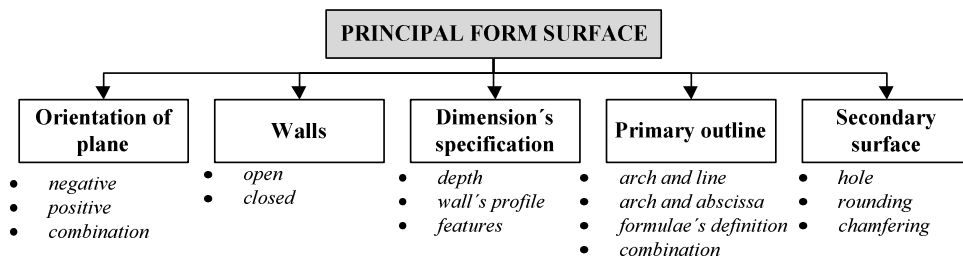 PRINCIPAL FORM SURFACE
Orientation of
plane
• negative
• positive
• combination
Walls
• open
• closed
Dimension´s
specification
• depth
• wall´s profile
• features
Primary outline
• arch and line
• arch and abscissa
• formulae´s definition
• combination
Secondary
surface
• hole
• rounding
• chamfering